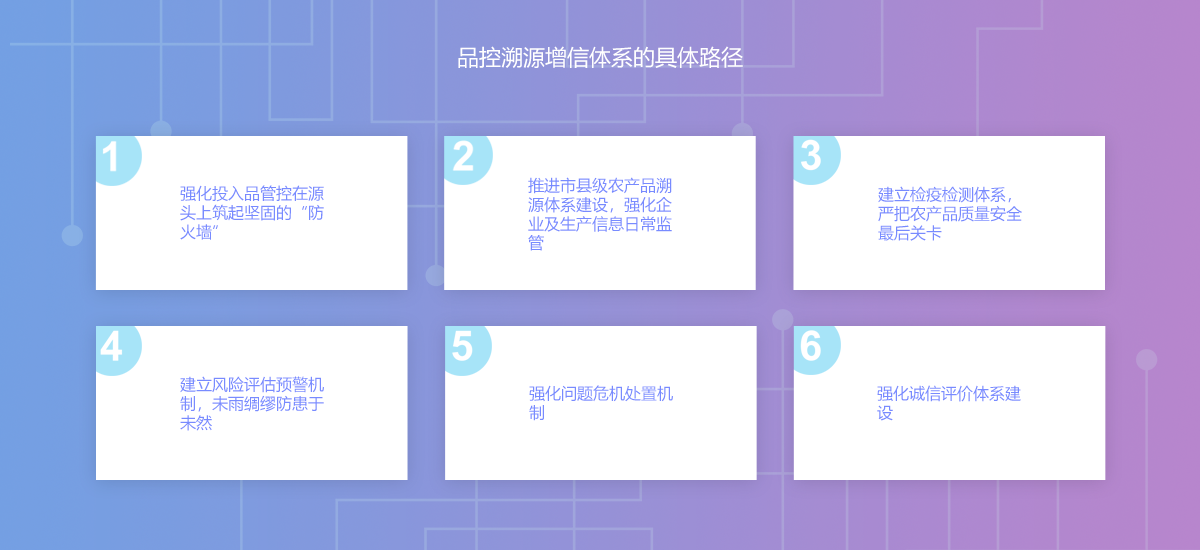 品控溯源增信体系的具体路径
1
强化投入品管控在源
头上筑起坚固的“防
火墙”
2
推进市县级农产品溯
源体系建设，强化企
业及生产信息日常监
管
3
建立检疫检测体系，
严把农产品质量安全
最后关卡
4
建立风险评估预警机
制，未雨绸缪防患于
未然
5
强化问题危机处置机
制
6
强化诚信评价体系建
设